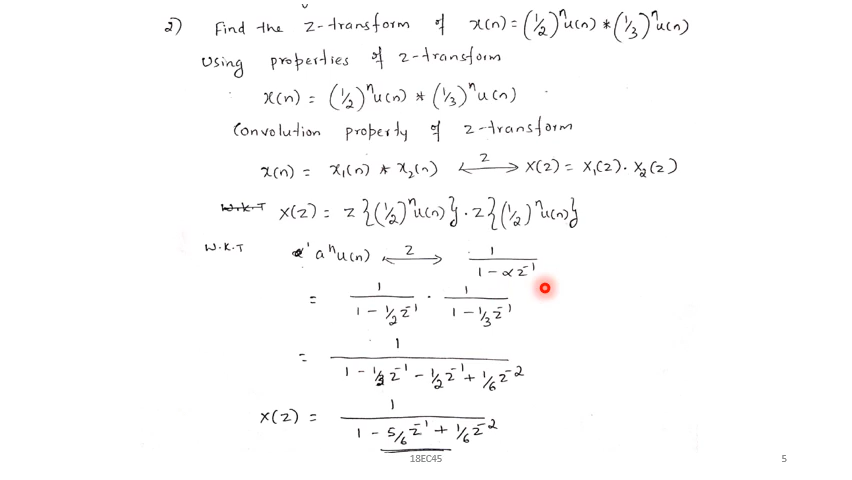 2) Find the z-transform of x(n) = (1/2)^n u(n) * (1/3)^n u(n)
Using properties of z-transform
x(n) = (1/2)^n u(n) * (1/3)^n u(n)
Convolution property of z-transform
x(n) = x₁(n) * x₂(n) ⟷^z X(z) = X₁(z) · X₂(z)
W.K.T X(z) = z{(1/2)^n u(n)} · z{(1/2)^n u(n)}
W.K.T a^n u(n) ⟷^z 1/(1 - αz⁻¹)
= 1/(1 - 1/2 z⁻¹) · 1/(1 - 1/3 z⁻¹)
= 1/(1 - 1/3 z⁻¹ - 1/2 z⁻¹ + 1/6 z⁻²)
X(z) = 1/(1 - 5/6 z⁻¹ + 1/6 z⁻²)
18EC45 5